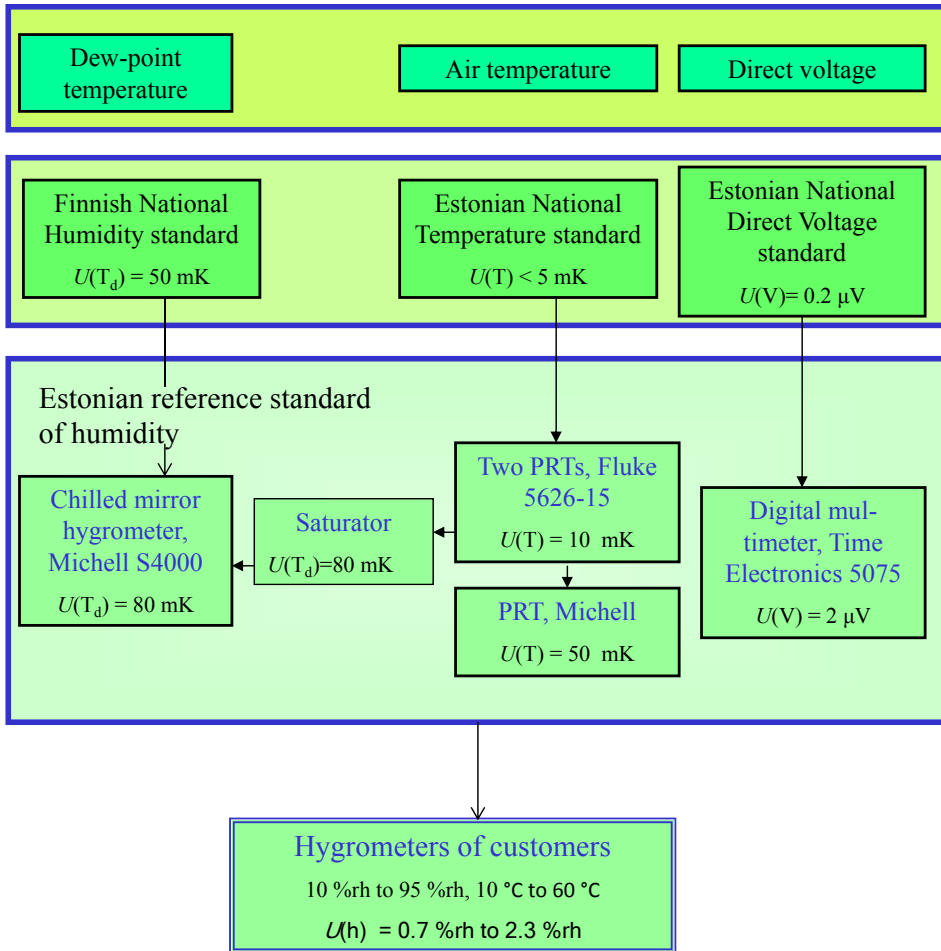 Dew-point
temperature
Air temperature
Direct voltage
Finnish National
Humidity standard
U(Td) = 50 mK
Estonian National
Temperature standard
U(T) < 5 mK
Estonian National
Direct Voltage
standard
U(V)= 0.2 μV
Estonian reference standard
of humidity
Chilled mirror
hygrometer,
Michell S4000
U(Td) = 80 mK
Saturator
U(Td)=80 mK
Two PRTs, Fluke
5626-15
U(T) = 10 mK
PRT, Michell
U(T) = 50 mK
Digital mul-
timeter, Time
Electronics 5075
U(V) = 2 μV
Hygrometers of customers
10 %rh to 95 %rh, 10 °C to 60 °C
U(h) = 0.7 %rh to 2.3 %rh